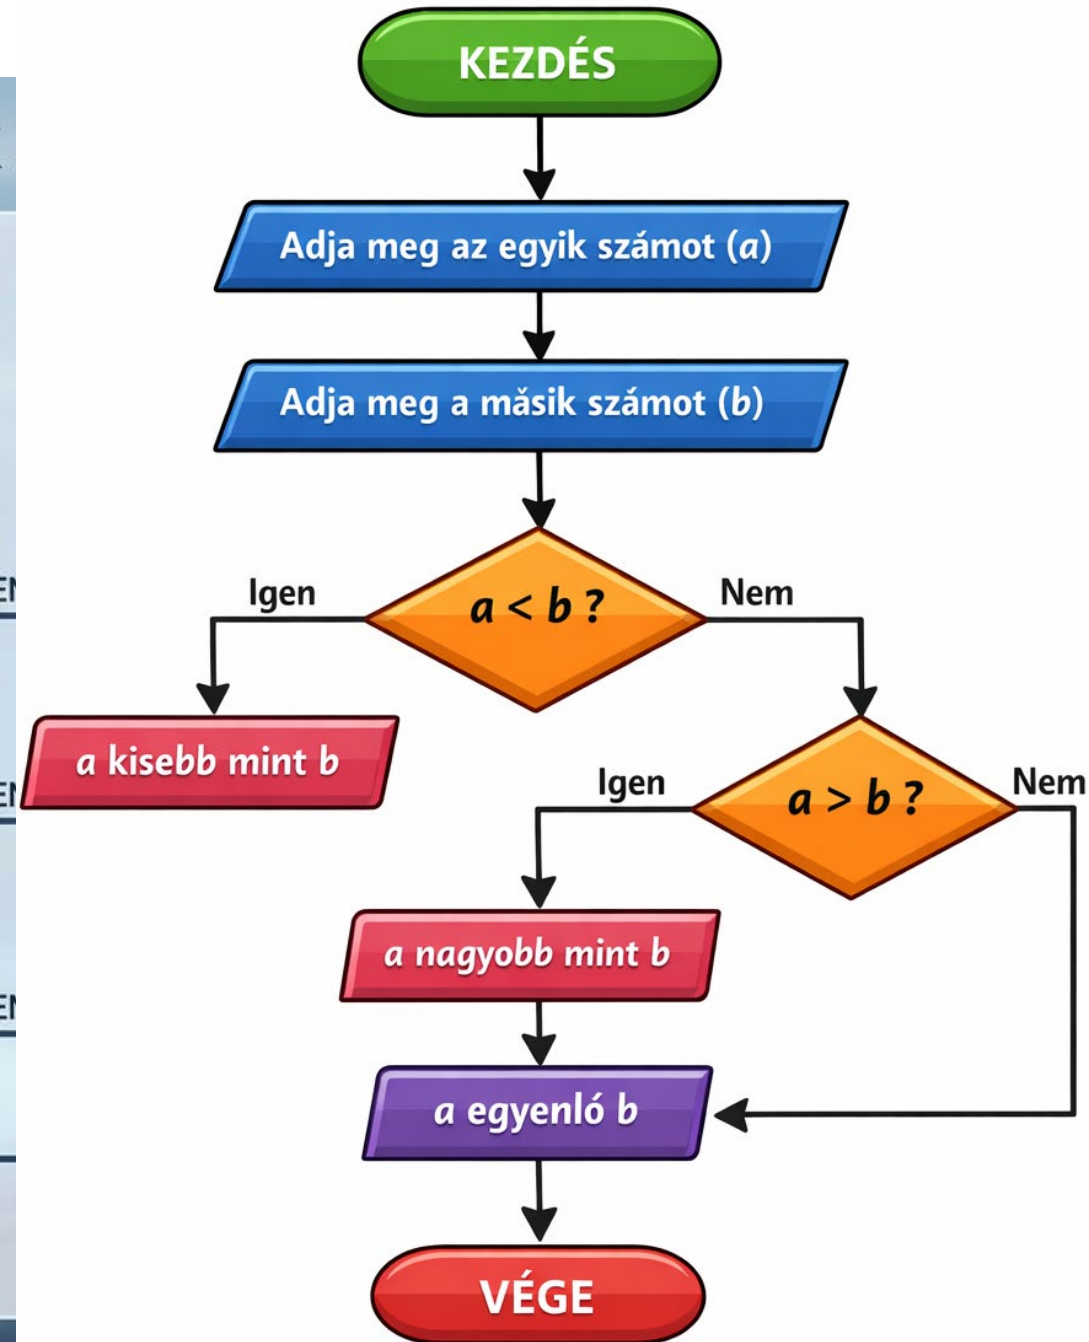 KEZDÉS
Adja meg az egyik számot (a)
Adja meg a mǎsik számot (b)
a < b ?
Igen
Nem
a kisebb mint b
a > b ?
Igen
Nem
a nagyobb mint b
a egyenló b
VÉGE